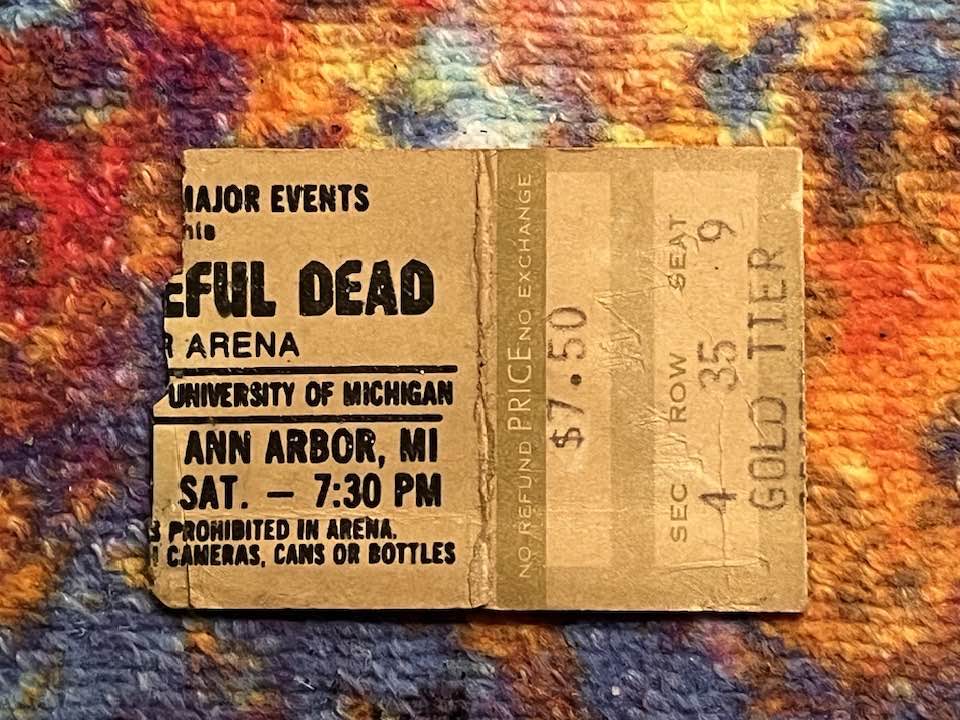 MAJOR EVENTS
EFUL DEAD
R ARENA
UNIVERSITY OF MICHIGAN
ANN ARBOR, MI
SAT. — 7:30 PM
S PROHIBITED IN ARENA.
CAMERAS, CANS OR BOTTLES
NO REFUND PRICE NO EXCHANGE
$7.50
SEC ROW SEAT
4 35 9
GOLD TIER